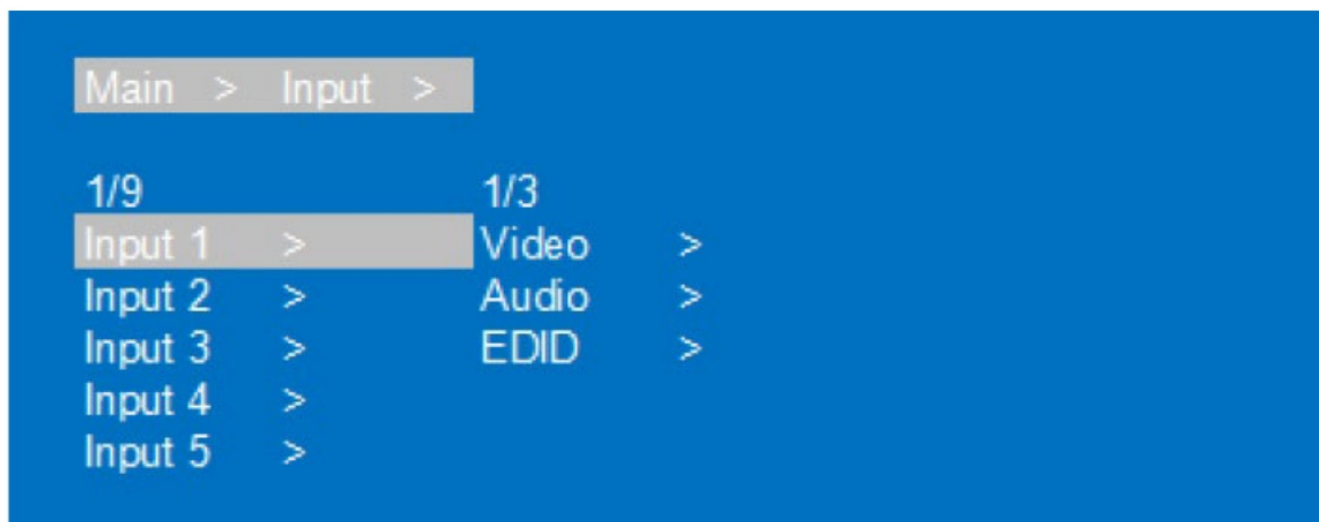 Main > Input >
1/9 1/3
Input 1 > Video >
Input 2 > Audio >
Input 3 > EDID >
Input 4 >
Input 5 >